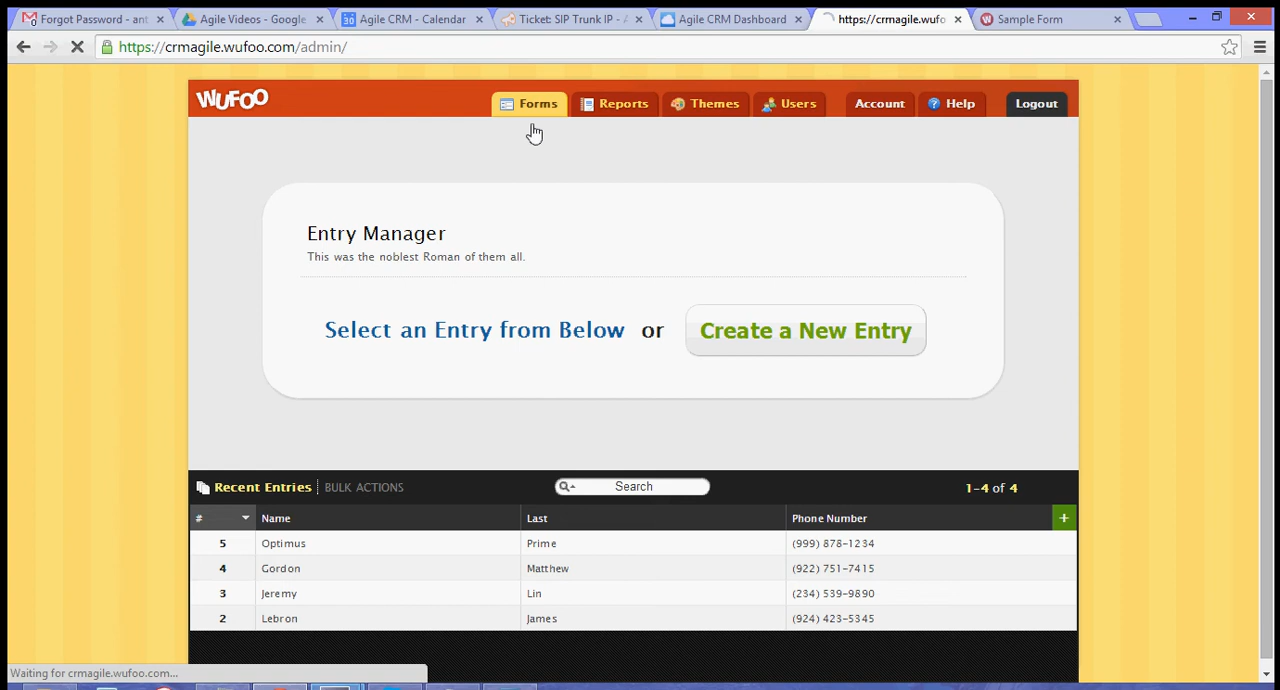 Forgot Password - ant
Agile Videos - Google
30 Agile CRM - Calendar
Ticket: SIP Trunk IP - A
Agile CRM Dashboard
https://crmagile.wufoo.co
Sample Form
https://crmagile.wufoo.com/admin/
WUFOO
Forms
Reports
Themes
Users
Account
? Help
Logout
Entry Manager
This was the noblest Roman of them all.
Select an Entry from Below or Create a New Entry
Recent Entries BULK ACTIONS Search 1-4 of 4
# Name Last Phone Number +
5 Optimus Prime (999) 878-1234
4 Gordon Matthew (922) 751-7415
3 Jeremy Lin (234) 539-9890
2 Lebron James (924) 423-5345
Waiting for crmagile.wufoo.com...